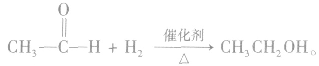 O
CH₃—C—H + H₂ 催化剂 △ → CH₃CH₂OH。